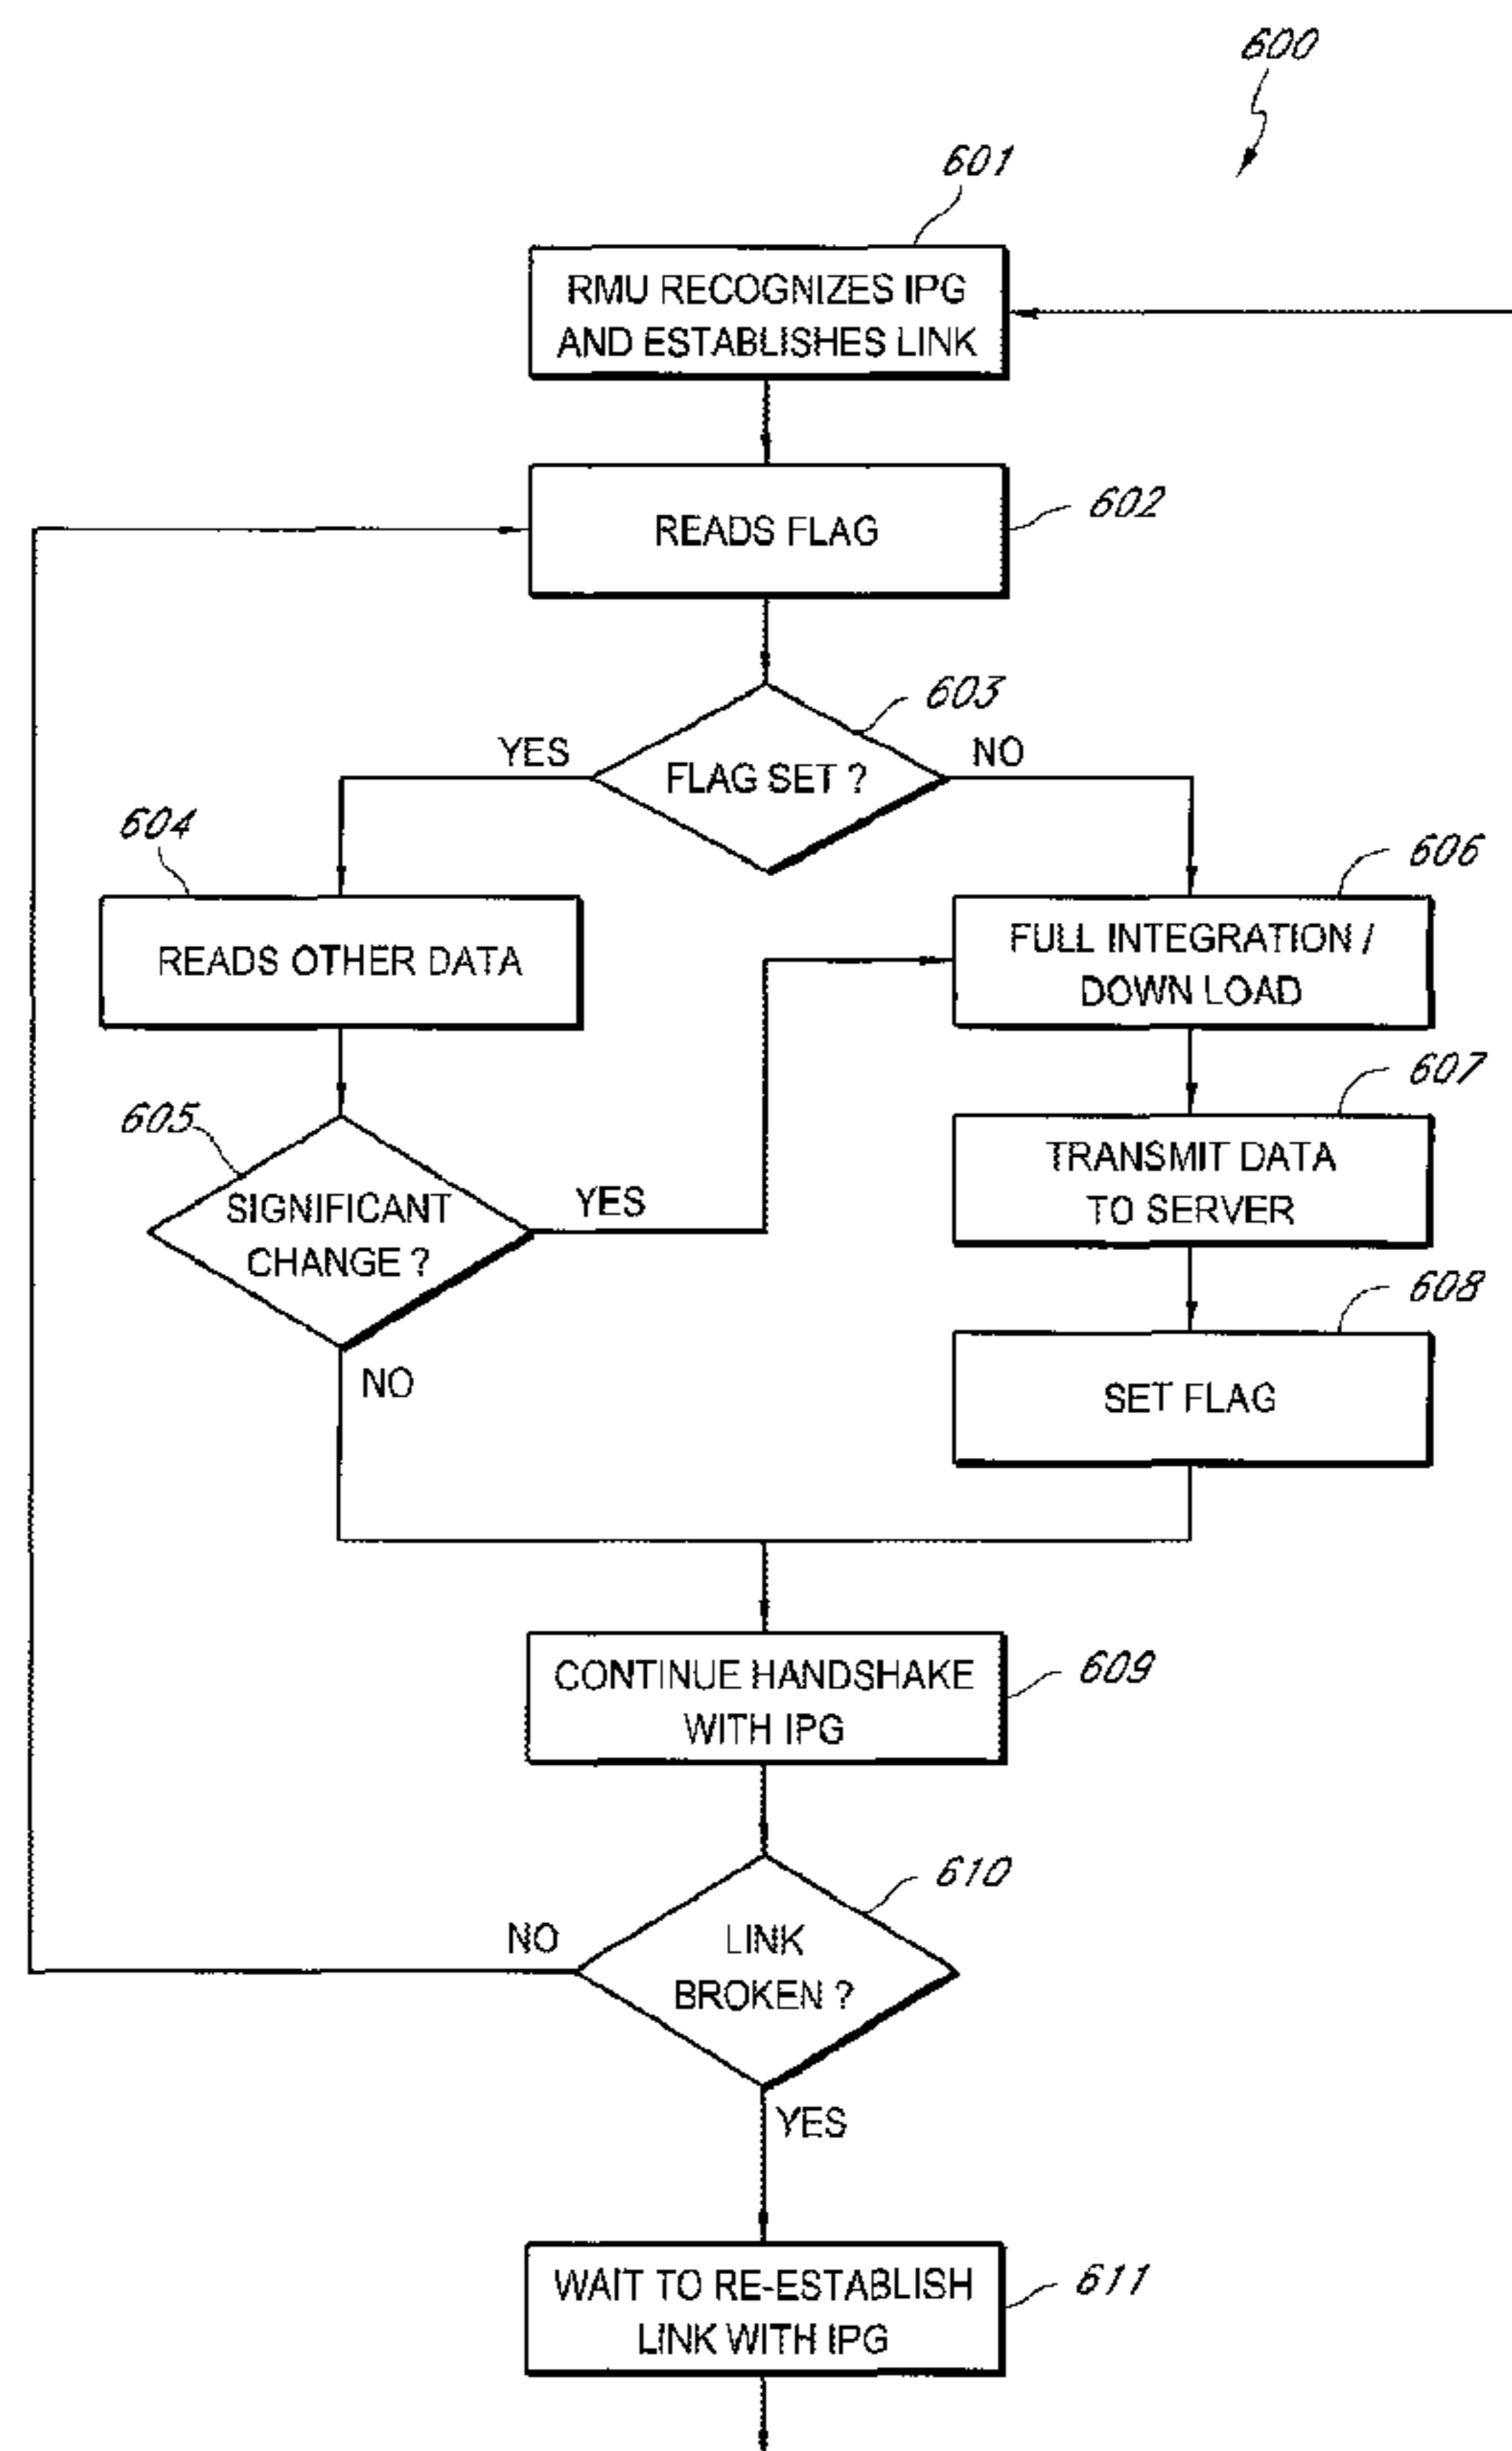 600
601
RMU RECOGNIZES IPG
AND ESTABLISHES LINK
602
READS FLAG
603
YES
NO
FLAG SET ?
604
606
READS OTHER DATA
FULL INTEGRATION /
DOWN LOAD
607
605
TRANSMIT DATA
TO SERVER
YES
SIGNIFICANT
CHANGE ?
608
NO
SET FLAG
609
CONTINUE HANDSHAKE
WITH IPG
610
NO
LINK
BROKEN ?
YES
611
WAIT TO RE-ESTABLISH
LINK WITH IPG